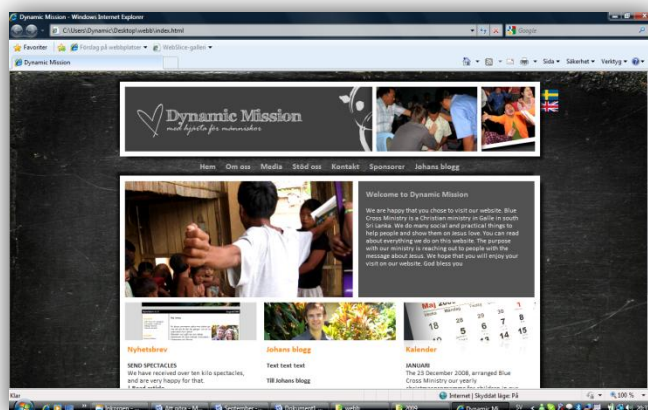 Dynamic Mission - Windows Internet Explorer
C:\Users\Dynamic\Desktop\webb\index.html
Google
Favoriter
Förslag på webbplatser
WebSlice-galleri
Dynamic Mission
Sida
Säkerhet
Verktyg
Dynamic Mission
med hjärta för människor
Hem Om oss Media Stöd oss Kontakt Sponsorer Johans blogg
Welcome to Dynamic Mission
We are happy that you chose to visit our website. Blue
Cross Ministry is a Christian ministry in Galle in south
Sri Lanka. We do many social and practical things to
help people and show them on Jesus love. You can read
about everything we do on this website. The purpose
with our ministry is reaching out to people with the
message about Jesus. We hope that you will enjoy your
visit on our website. God bless you
Nyhetsbrev
SEND SPECTACLES
We have received over ten kilo spectacles,
and are very happy for that.
Johans blogg
Text text text
Till Johans blogg
Kalender
JANUARI
The 23 December 2008, arranged Blue
Cross Ministry our yearly
Klar
Internet | Skyddat läge: På
100 %
Inkorgen
September
Dokument1
webb
2009
Dynamic Mi
SV